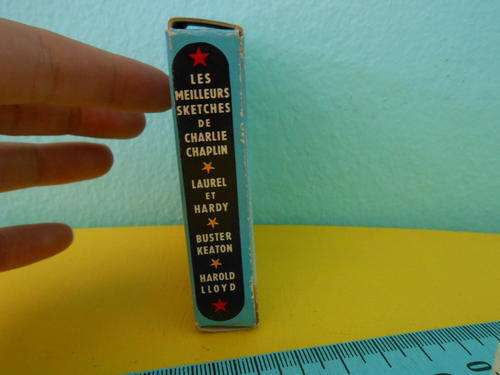 LES
MEILLEURS
SKETCHES
DE
CHARLIE
CHAPLIN
LAUREL
ET
HARDY
BUSTER
KEATON
HAROLD
LLOYD